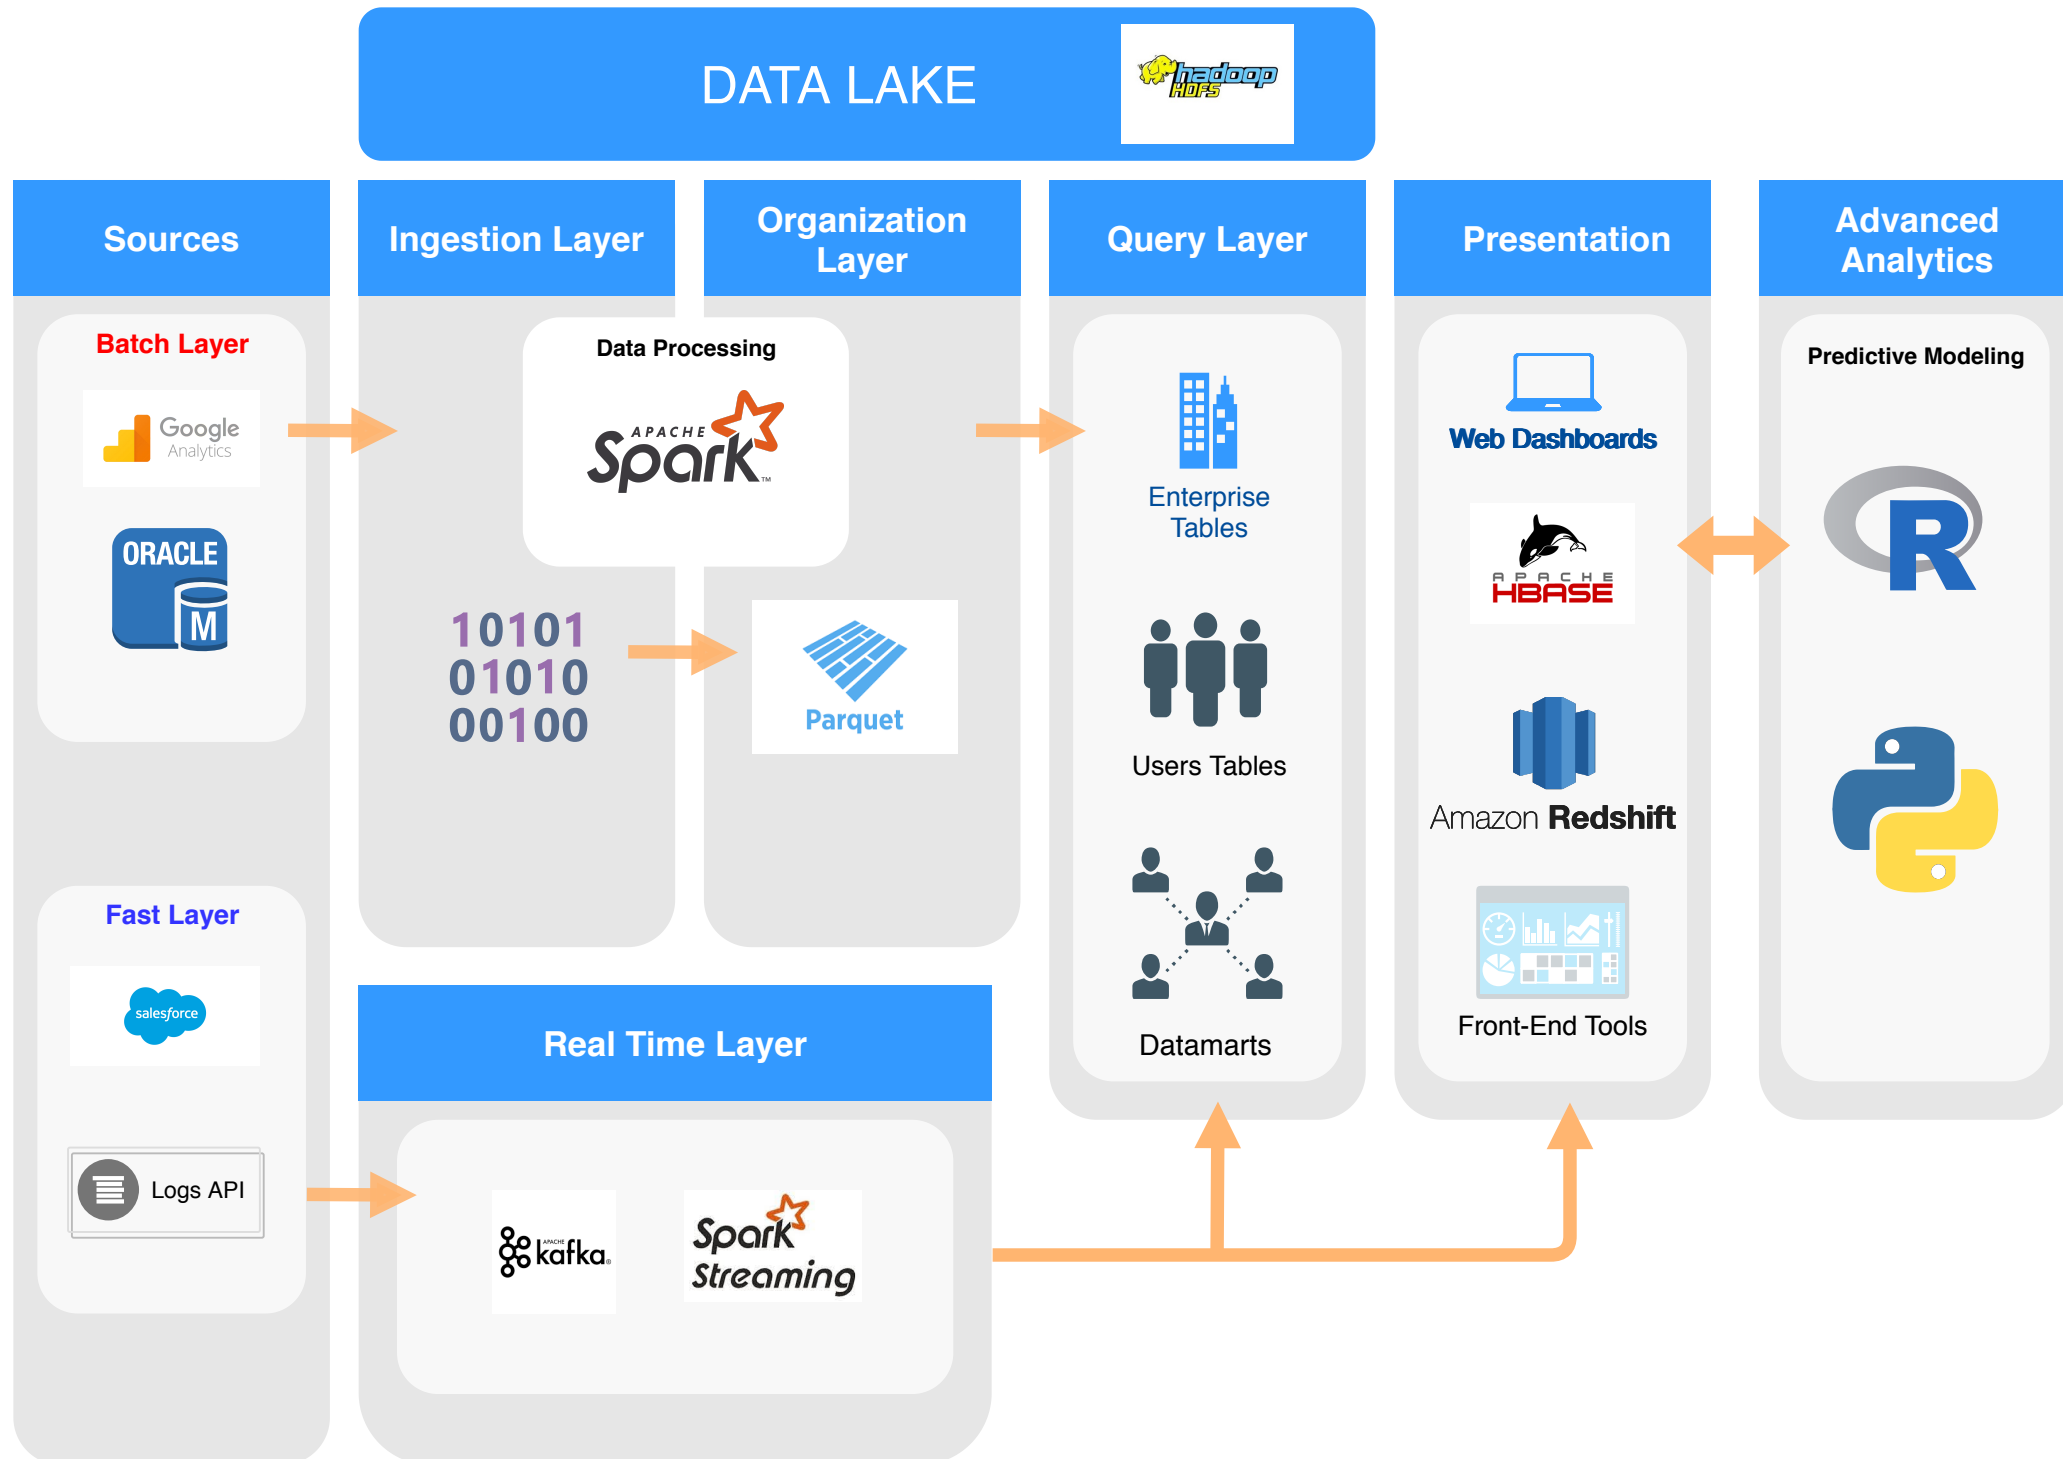 DATA LAKE
hadoop
HDFS
Sources
Ingestion Layer
Organization
Layer
Query Layer
Presentation
Advanced
Analytics
Batch Layer
Google
Analytics
ORACLE
M
Fast Layer
salesforce
Logs API
Data Processing
APACHE
Spark™
10101
01010
00100
Parquet
Real Time Layer
APACHE
kafka®
Spark
Streaming
Enterprise
Tables
Users Tables
Datamarts
Web Dashboards
APACHE
HBASE
Amazon Redshift
Front-End Tools
Predictive Modeling
R